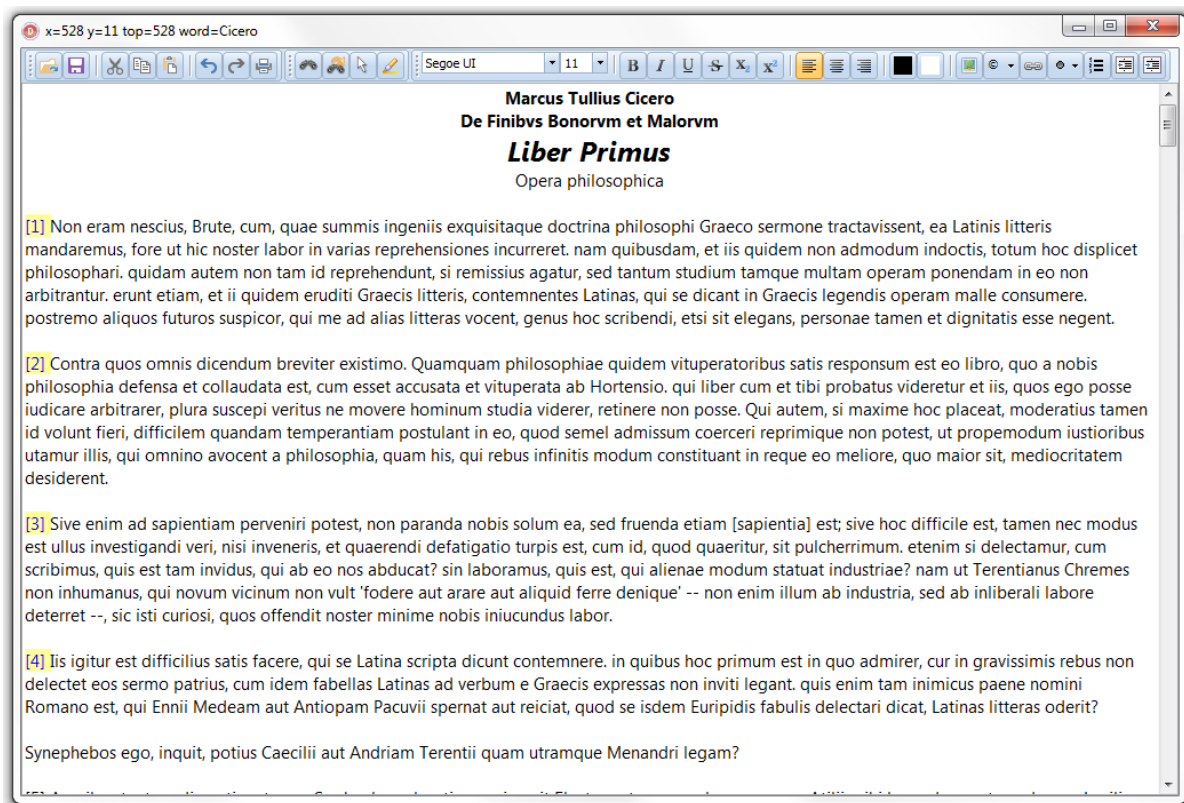 x=528 y=11 top=528 word=Cicero
Segoe UI 11 B I U S X₂ X²
Marcus Tullius Cicero
De Finibvs Bonorvm et Malorvm
Liber Primus
Opera philosophica
[1] Non eram nescius, Brute, cum, quae summis ingeniis exquisitaque doctrina philosophi Graeco sermone tractavissent, ea Latinis litteris
mandaremus, fore ut hic noster labor in varias reprehensiones incurreret. nam quibusdam, et iis quidem non admodum indoctis, totum hoc displicet
philosophari. quidam autem non tam id reprehendunt, si remissius agatur, sed tantum studium tamque multam operam ponendam in eo non
arbitrantur. erunt etiam, et ii quidem eruditi Graecis litteris, contemnentes Latinas, qui se dicant in Graecis legendis operam malle consumere.
postremo aliquos futuros suspicor, qui me ad alias litteras vocent, genus hoc scribendi, etsi sit elegans, personae tamen et dignitatis esse negent.
[2] Contra quos omnis dicendum breviter existimo. Quamquam philosophiae quidem vituperatoribus satis responsum est eo libro, quo a nobis
philosophia defensa et collaudata est, cum esset accusata et vituperata ab Hortensio. qui liber cum et tibi probatus videretur et iis, quos ego posse
iudicare arbitrarer, plura suscepi veritus ne movere hominum studia viderer, retinere non posse. Qui autem, si maxime hoc placeat, moderatius tamen
id volunt fieri, difficilem quandam temperantiam postulant in eo, quod semel admissum coerceri reprimique non potest, ut propemodum iustioribus
utamur illis, qui omnino avocent a philosophia, quam his, qui rebus infinitis modum constituant in reque eo meliore, quo maior sit, mediocritatem
desiderent.
[3] Sive enim ad sapientiam perveniri potest, non paranda nobis solum ea, sed fruenda etiam [sapientia] est; sive hoc difficile est, tamen nec modus
est ullus investigandi veri, nisi inveneris, et quaerendi defatigatio turpis est, cum id, quod quaeritur, sit pulcherrimum. etenim si delectamur, cum
scribimus, quis est tam invidus, qui ab eo nos abducat? sin laboramus, quis est, qui alienae modum statuat industriae? nam ut Terentianus Chremes
non inhumanus, qui novum vicinum non vult 'fodere aut arare aut aliquid ferre denique' -- non enim illum ab industria, sed ab inliberali labore
deterret --, sic isti curiosi, quos offendit noster minime nobis iniucundus labor.
[4] Iis igitur est difficilius satis facere, qui se Latina scripta dicunt contemnere. in quibus hoc primum est in quo admirer, cur in gravissimis rebus non
delectet eos sermo patrius, cum idem fabellas Latinas ad verbum e Graecis expressas non inviti legant. quis enim tam inimicus paene nomini
Romano est, qui Ennii Medeam aut Antiopam Pacuvii spernat aut reiciat, quod se isdem Euripidis fabulis delectari dicat, Latinas litteras oderit?
Synephebos ego, inquit, potius Caecilii aut Andriam Terentii quam utramque Menandri legam?